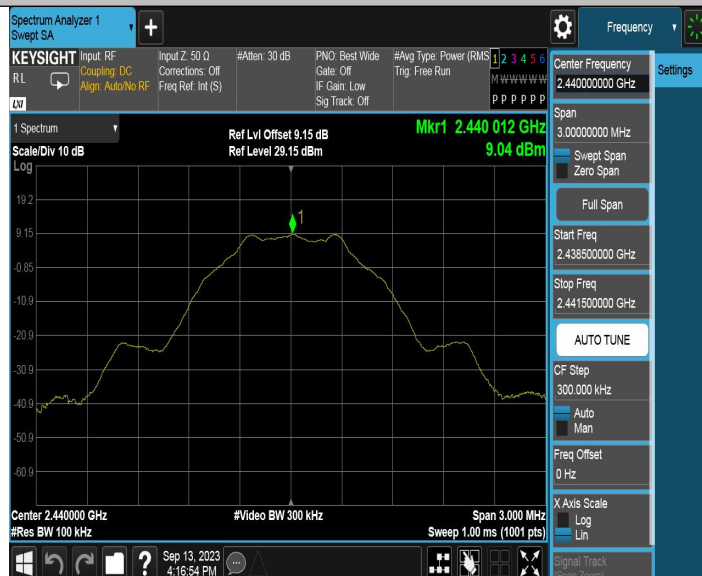 Spectrum Analyzer 1
Swept SA
Frequency
KEYSIGHT
RL
LXI
Input: RF
Coupling: DC
Align: Auto/No RF
Input Z: 50 Ω
Corrections: Off
Freq Ref: Int (S)
#Atten: 30 dB
PNO: Best Wide
Gate: Off
IF Gain: Low
Sig Track: Off
#Avg Type: Power (RMS
Trig: Free Run
1 2 3 4 5 6
M W W W W W
P P P P P P
1 Spectrum
Scale/Div 10 dB
Ref Lvl Offset 9.15 dB
Ref Level 29.15 dBm
Mkr1 2.440 012 GHz
9.04 dBm
Log
19.2
9.15
-0.85
-10.9
-20.9
-30.9
-40.9
-50.9
-60.9
1
Center 2.440000 GHz
#Res BW 100 kHz
#Video BW 300 kHz
Span 3.000 MHz
Sweep 1.00 ms (1001 pts)
Sep 13, 2023
4:16:54 PM
Center Frequency
2.440000000 GHz
Settings
Span
3.00000000 MHz
Swept Span
Zero Span
Full Span
Start Freq
2.438500000 GHz
Stop Freq
2.441500000 GHz
AUTO TUNE
CF Step
300.000 kHz
Auto
Man
Freq Offset
0 Hz
X Axis Scale
Log
Lin
Signal Track
(Span Zoom)